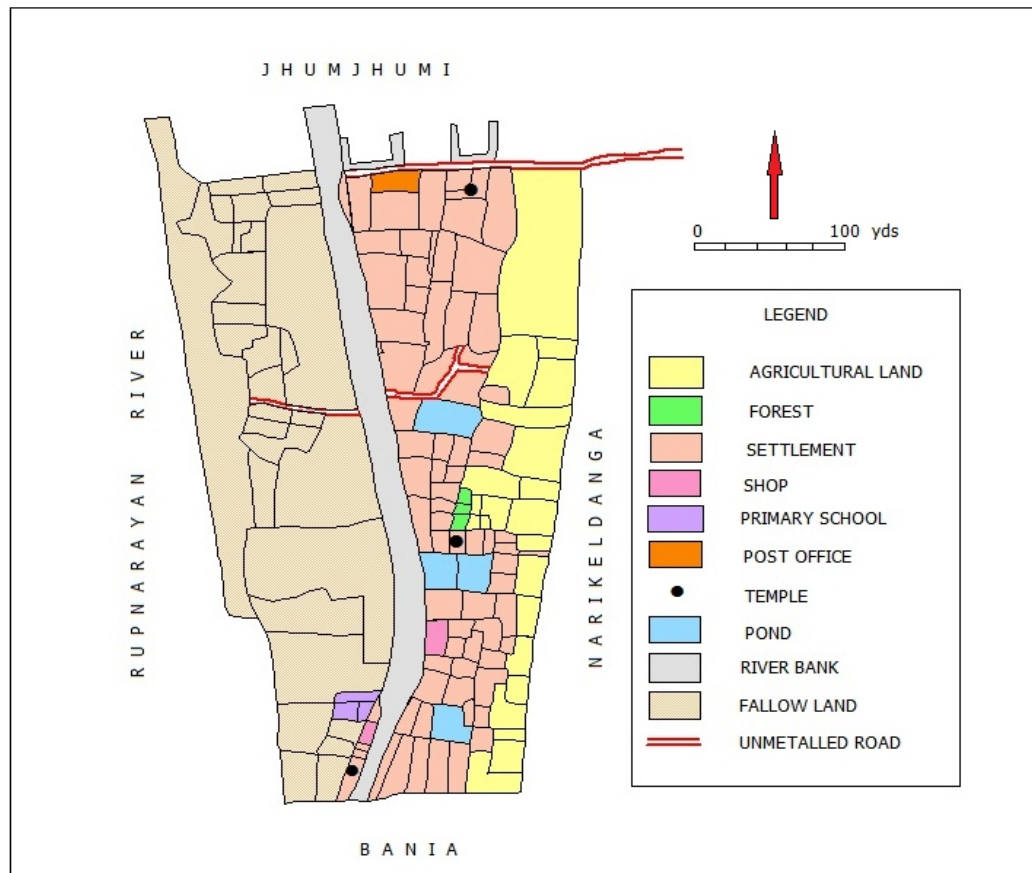 JHUMJHUMI
0 100 yds
RUPNARAYAN RIVER
NARIKELDANGA
LEGEND
AGRICULTURAL LAND
FOREST
SETTLEMENT
SHOP
PRIMARY SCHOOL
POST OFFICE
TEMPLE
POND
RIVER BANK
FALLOW LAND
UNMETALLED ROAD
BANIA